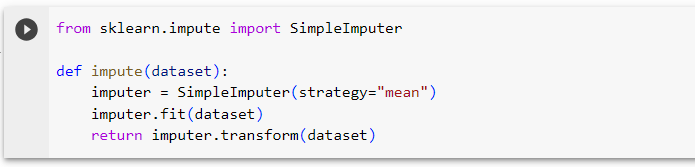 from sklearn.impute import SimpleImputer

def impute(dataset):
    imputer = SimpleImputer(strategy="mean")
    imputer.fit(dataset)
    return imputer.transform(dataset)